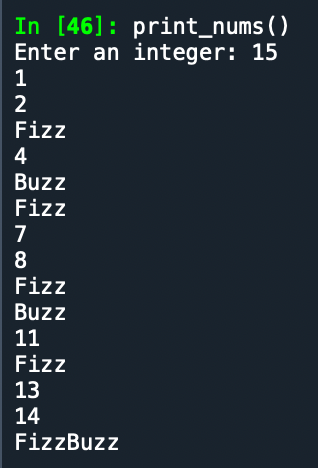 In [46]: print_nums()
Enter an integer: 15
1
2
Fizz
4
Buzz
Fizz
7
8
Fizz
Buzz
11
Fizz
13
14
FizzBuzz